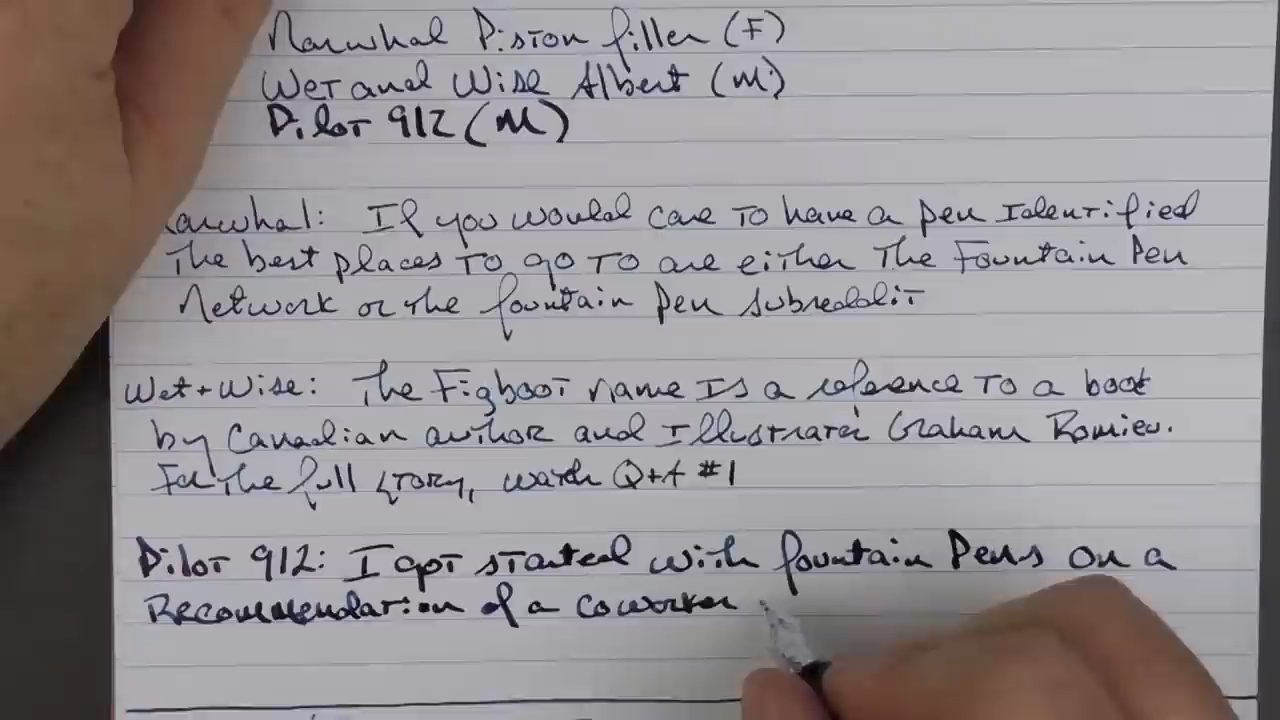 Narwhal Piston filler (F)
Wet and Wise Albert (M)
Pilot 912 (M)
arwhal: If you would care to have a pen Identified
The best places to go to are either The Fountain Pen
Network or the fountain Pen subreddit
Wet + Wise: The Figboot name Is a reference to a book
by Canadian author and Illustrator Graham Romieu.
For the full story, watch Q+A #1
Pilot 912: I got started with fountain Pens on a
Recommendation of a coworker